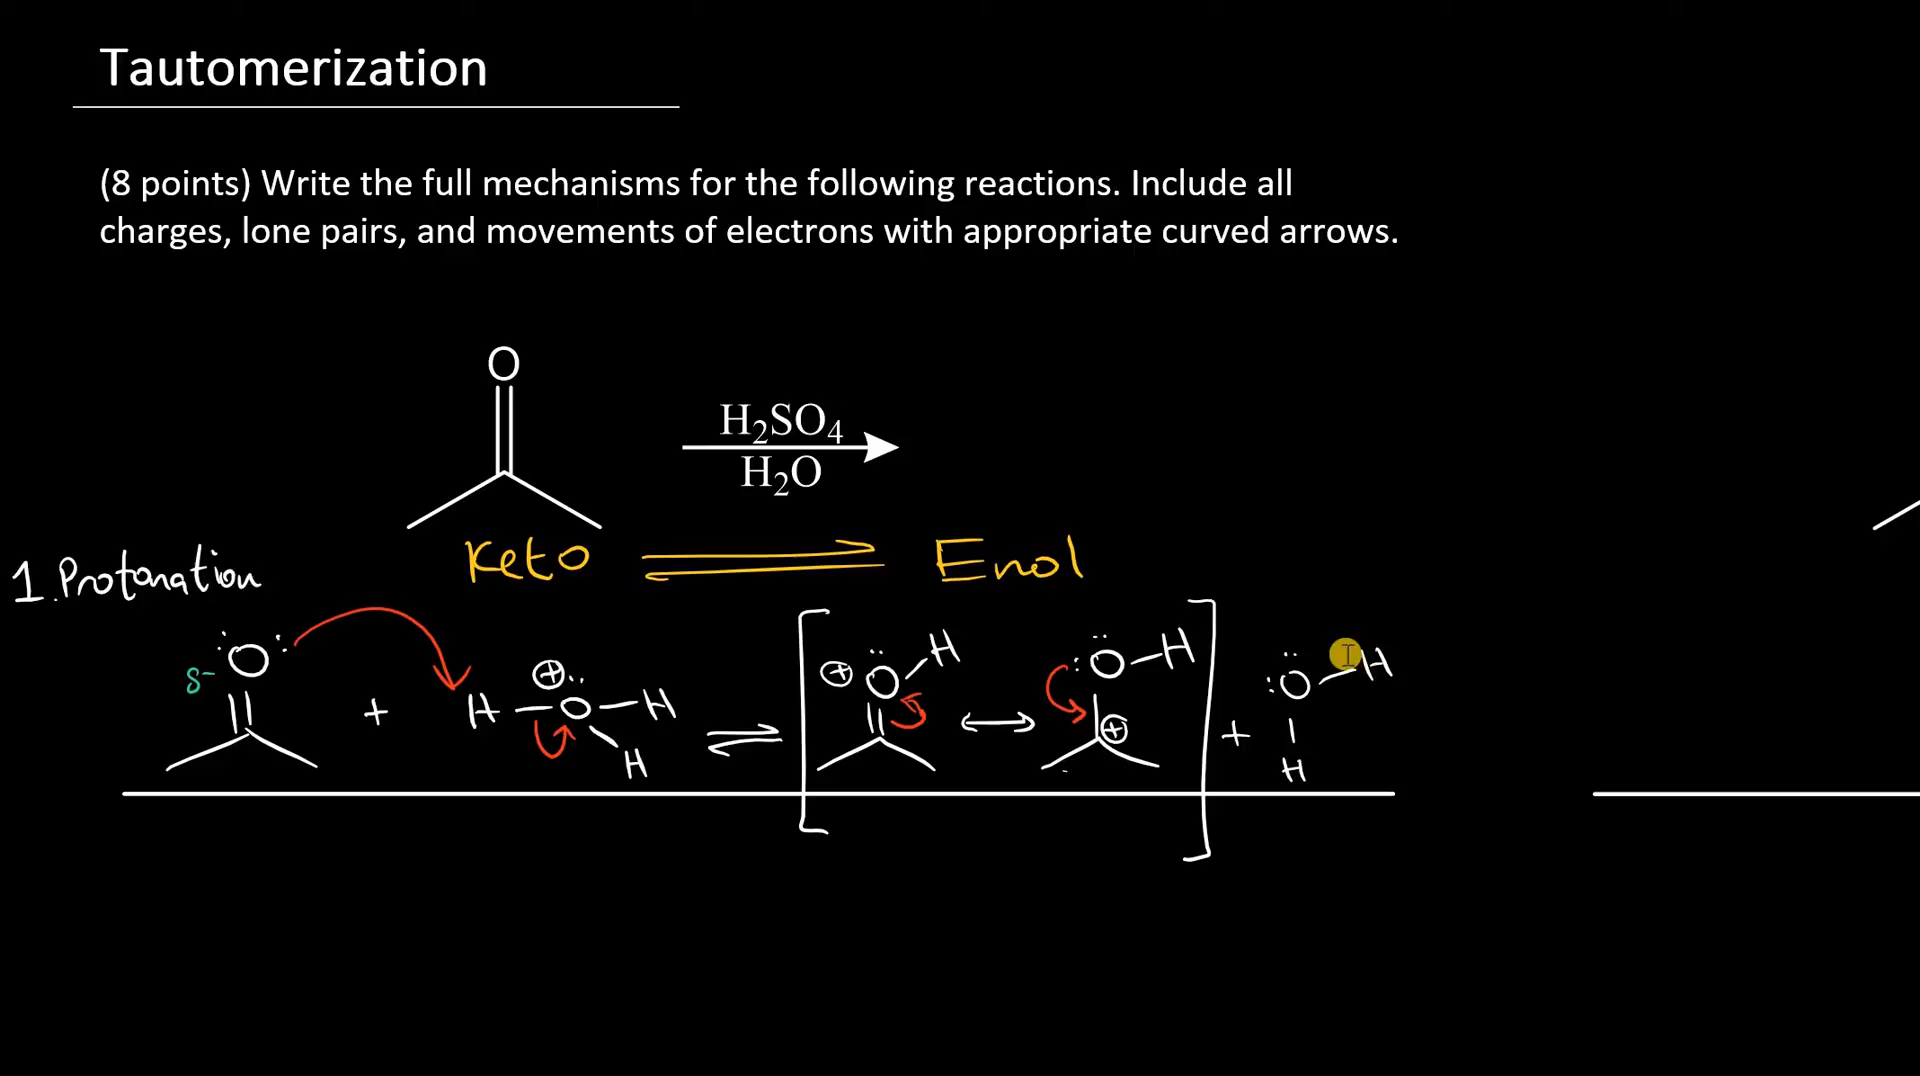 Tautomerization
(8 points) Write the full mechanisms for the following reactions. Include all
charges, lone pairs, and movements of electrons with appropriate curved arrows.
O
H₂SO₄
H₂O
Keto ⇌ Enol
1. Protonation
δ⁻ :Ö: + H–Ö⊕–H ⇌ [ ⊕ Ö–H ↔ :Ö–H ⊕ ] + :Ö–H
H
H